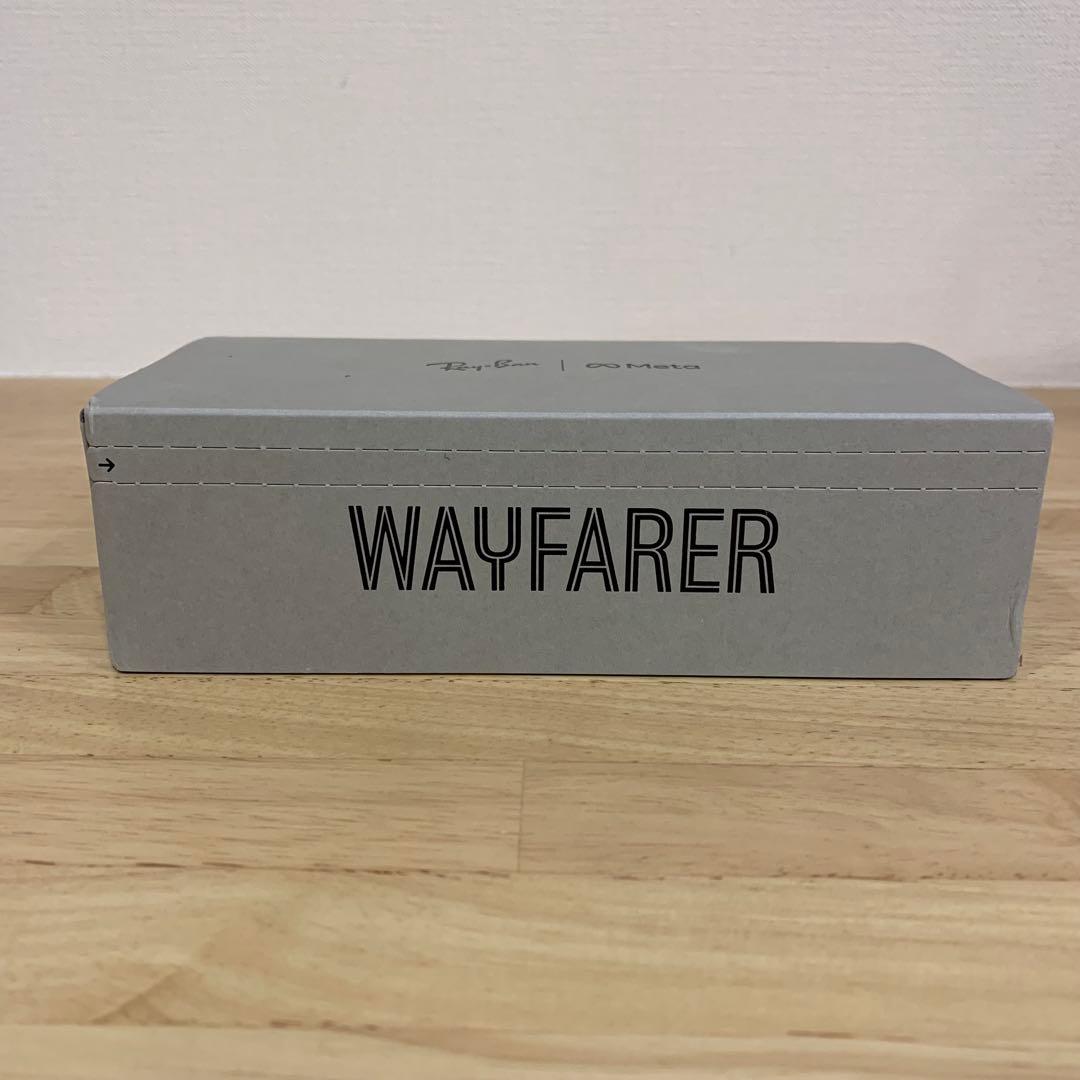 Ray-Ban | ∞ Meta
→
WAYFARER